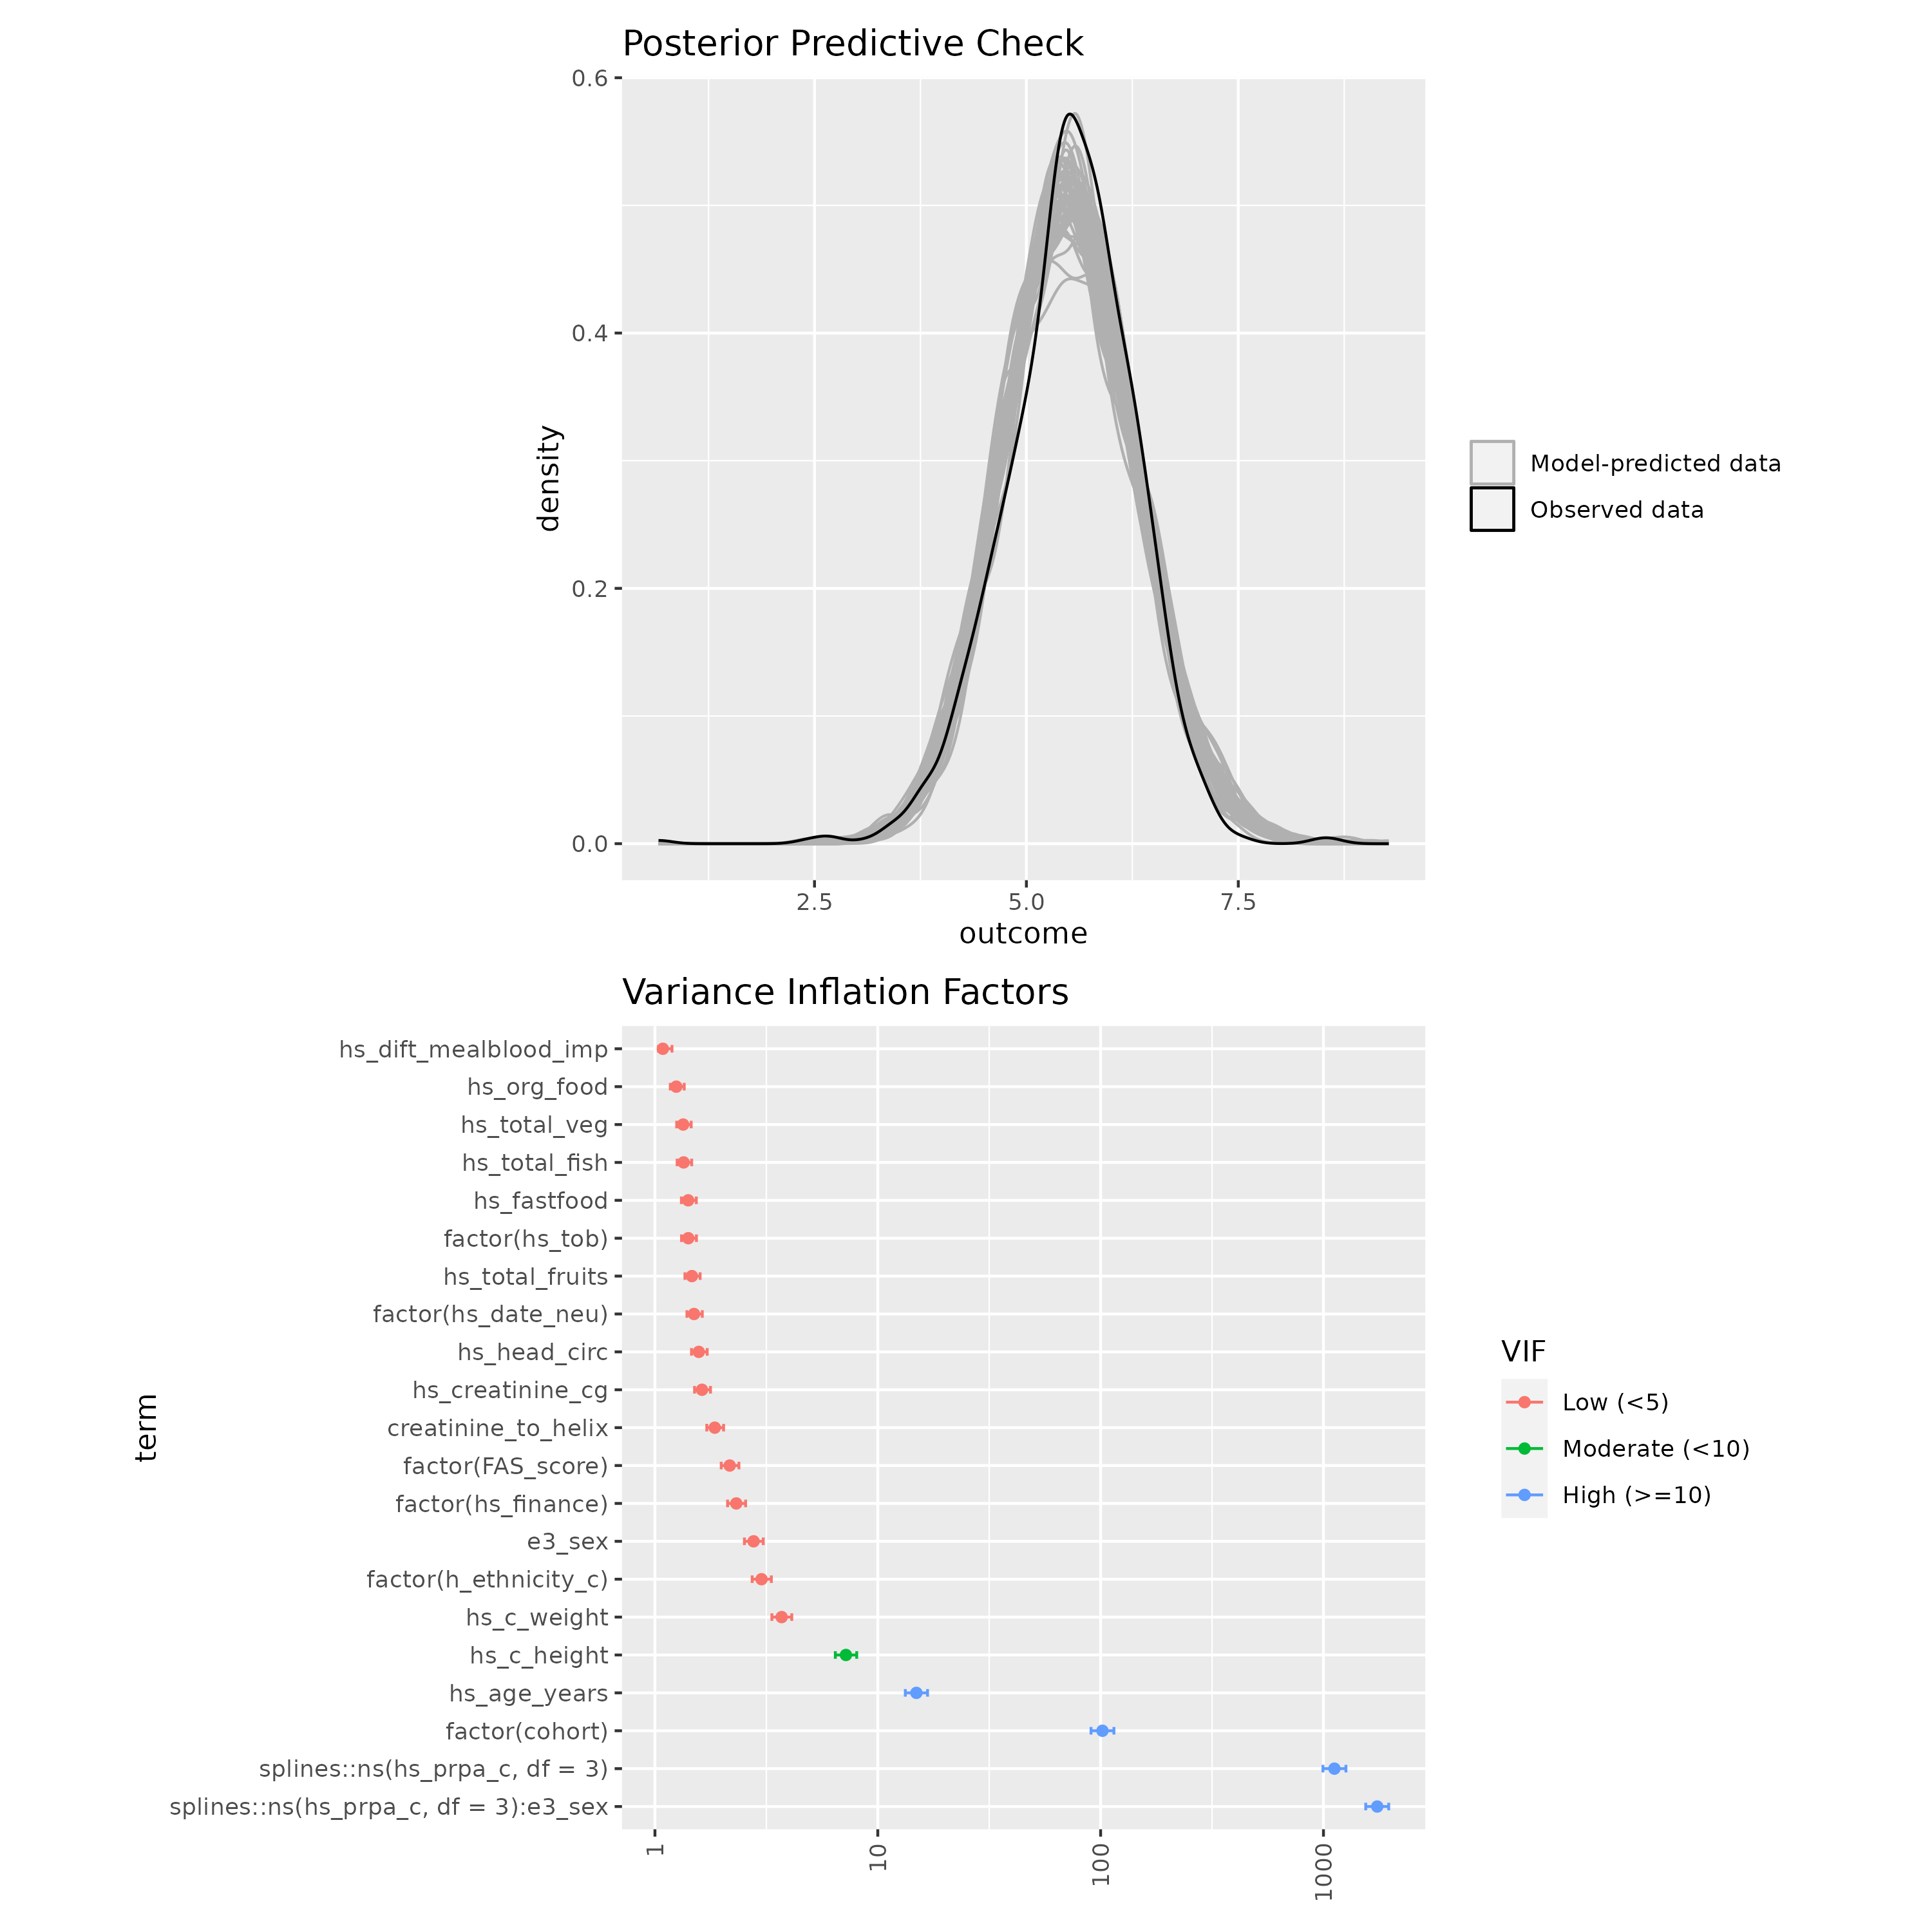 Posterior Predictive Check
0.6
0.4
0.2
0.0
density
2.5 5.0 7.5
outcome
Model-predicted data
Observed data
Variance Inflation Factors
term
hs_dift_mealblood_imp
hs_org_food
hs_total_veg
hs_total_fish
hs_fastfood
factor(hs_tob)
hs_total_fruits
factor(hs_date_neu)
hs_head_circ
hs_creatinine_cg
creatinine_to_helix
factor(FAS_score)
factor(hs_finance)
e3_sex
factor(h_ethnicity_c)
hs_c_weight
hs_c_height
hs_age_years
factor(cohort)
splines::ns(hs_prpa_c, df = 3)
splines::ns(hs_prpa_c, df = 3):e3_sex
1 10 100 1000
VIF
Low (<5)
Moderate (<10)
High (>=10)